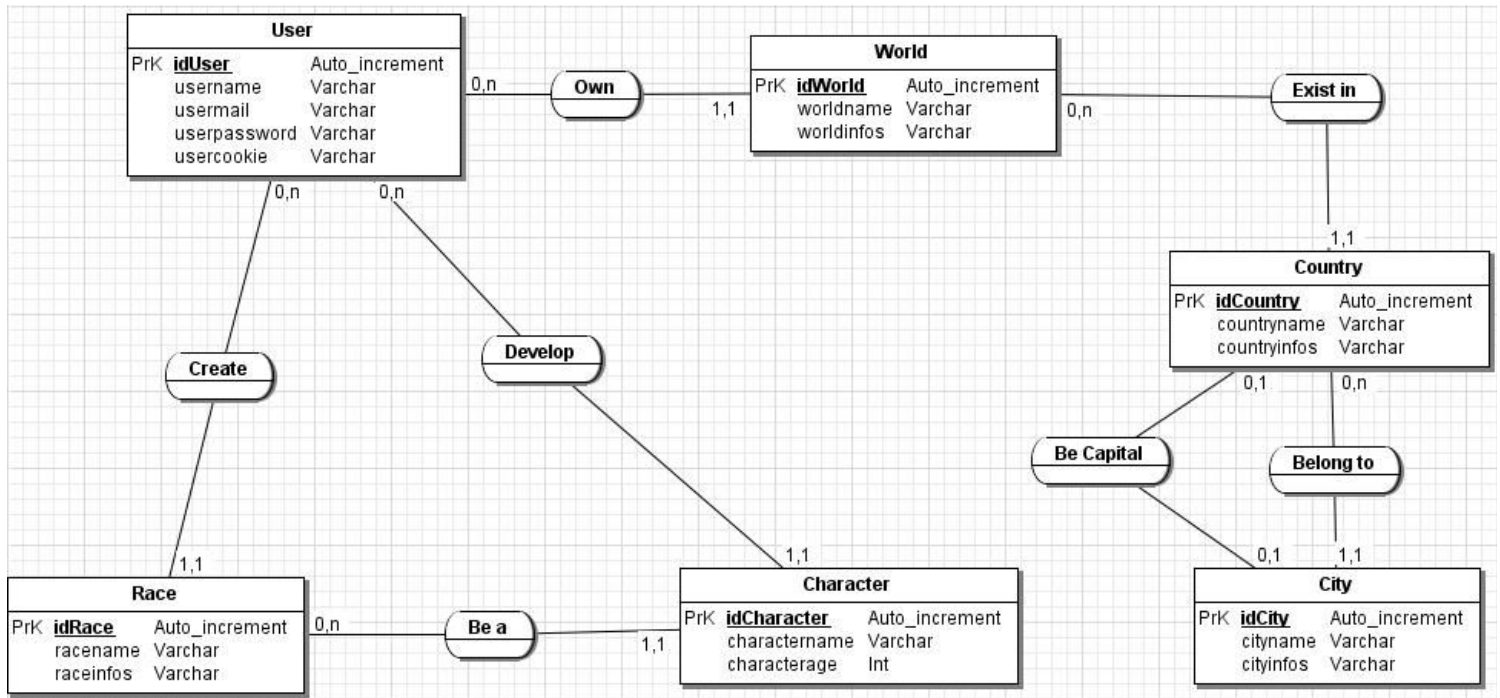 User
PrK idUser Auto_increment
username Varchar
usermail Varchar
userpassword Varchar
usercookie Varchar
0,n
Own
1,1
World
PrK idWorld Auto_increment
worldname Varchar
worldinfos Varchar
0,n
Exist in
1,1
Country
PrK idCountry Auto_increment
countryname Varchar
countryinfos Varchar
0,n
0,n
Create
Develop
0,1
0,n
Be Capital
Belong to
1,1
1,1
0,1
1,1
Race
PrK idRace Auto_increment
racename Varchar
raceinfos Varchar
0,n
Be a
1,1
Character
PrK idCharacter Auto_increment
charactername Varchar
characterage Int
City
PrK idCity Auto_increment
cityname Varchar
cityinfos Varchar